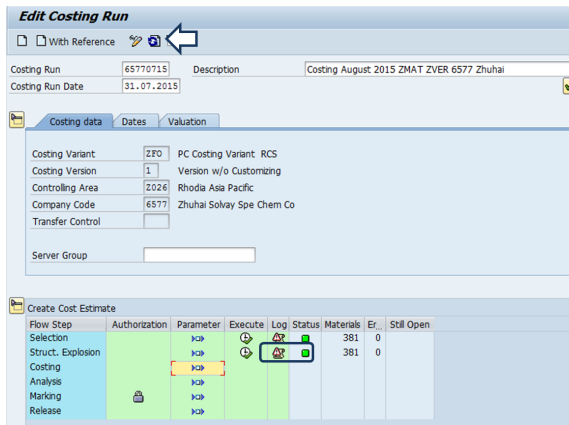 Edit Costing Run
With Reference
Costing Run 65770715 Description Costing August 2015 ZMAT ZVER 6577 Zhuhai
Costing Run Date 31.07.2015
Costing data Dates Valuation
Costing Variant ZFO PC Costing Variant RCS
Costing Version 1 Version w/o Customizing
Controlling Area Z026 Rhodia Asia Pacific
Company Code 6577 Zhuhai Solvay Spe Chem Co
Transfer Control
Server Group
Create Cost Estimate
Flow Step Authorization Parameter Execute Log Status Materials Er... Still Open
Selection 381 0
Struct. Explosion 381 0
Costing
Analysis
Marking
Release